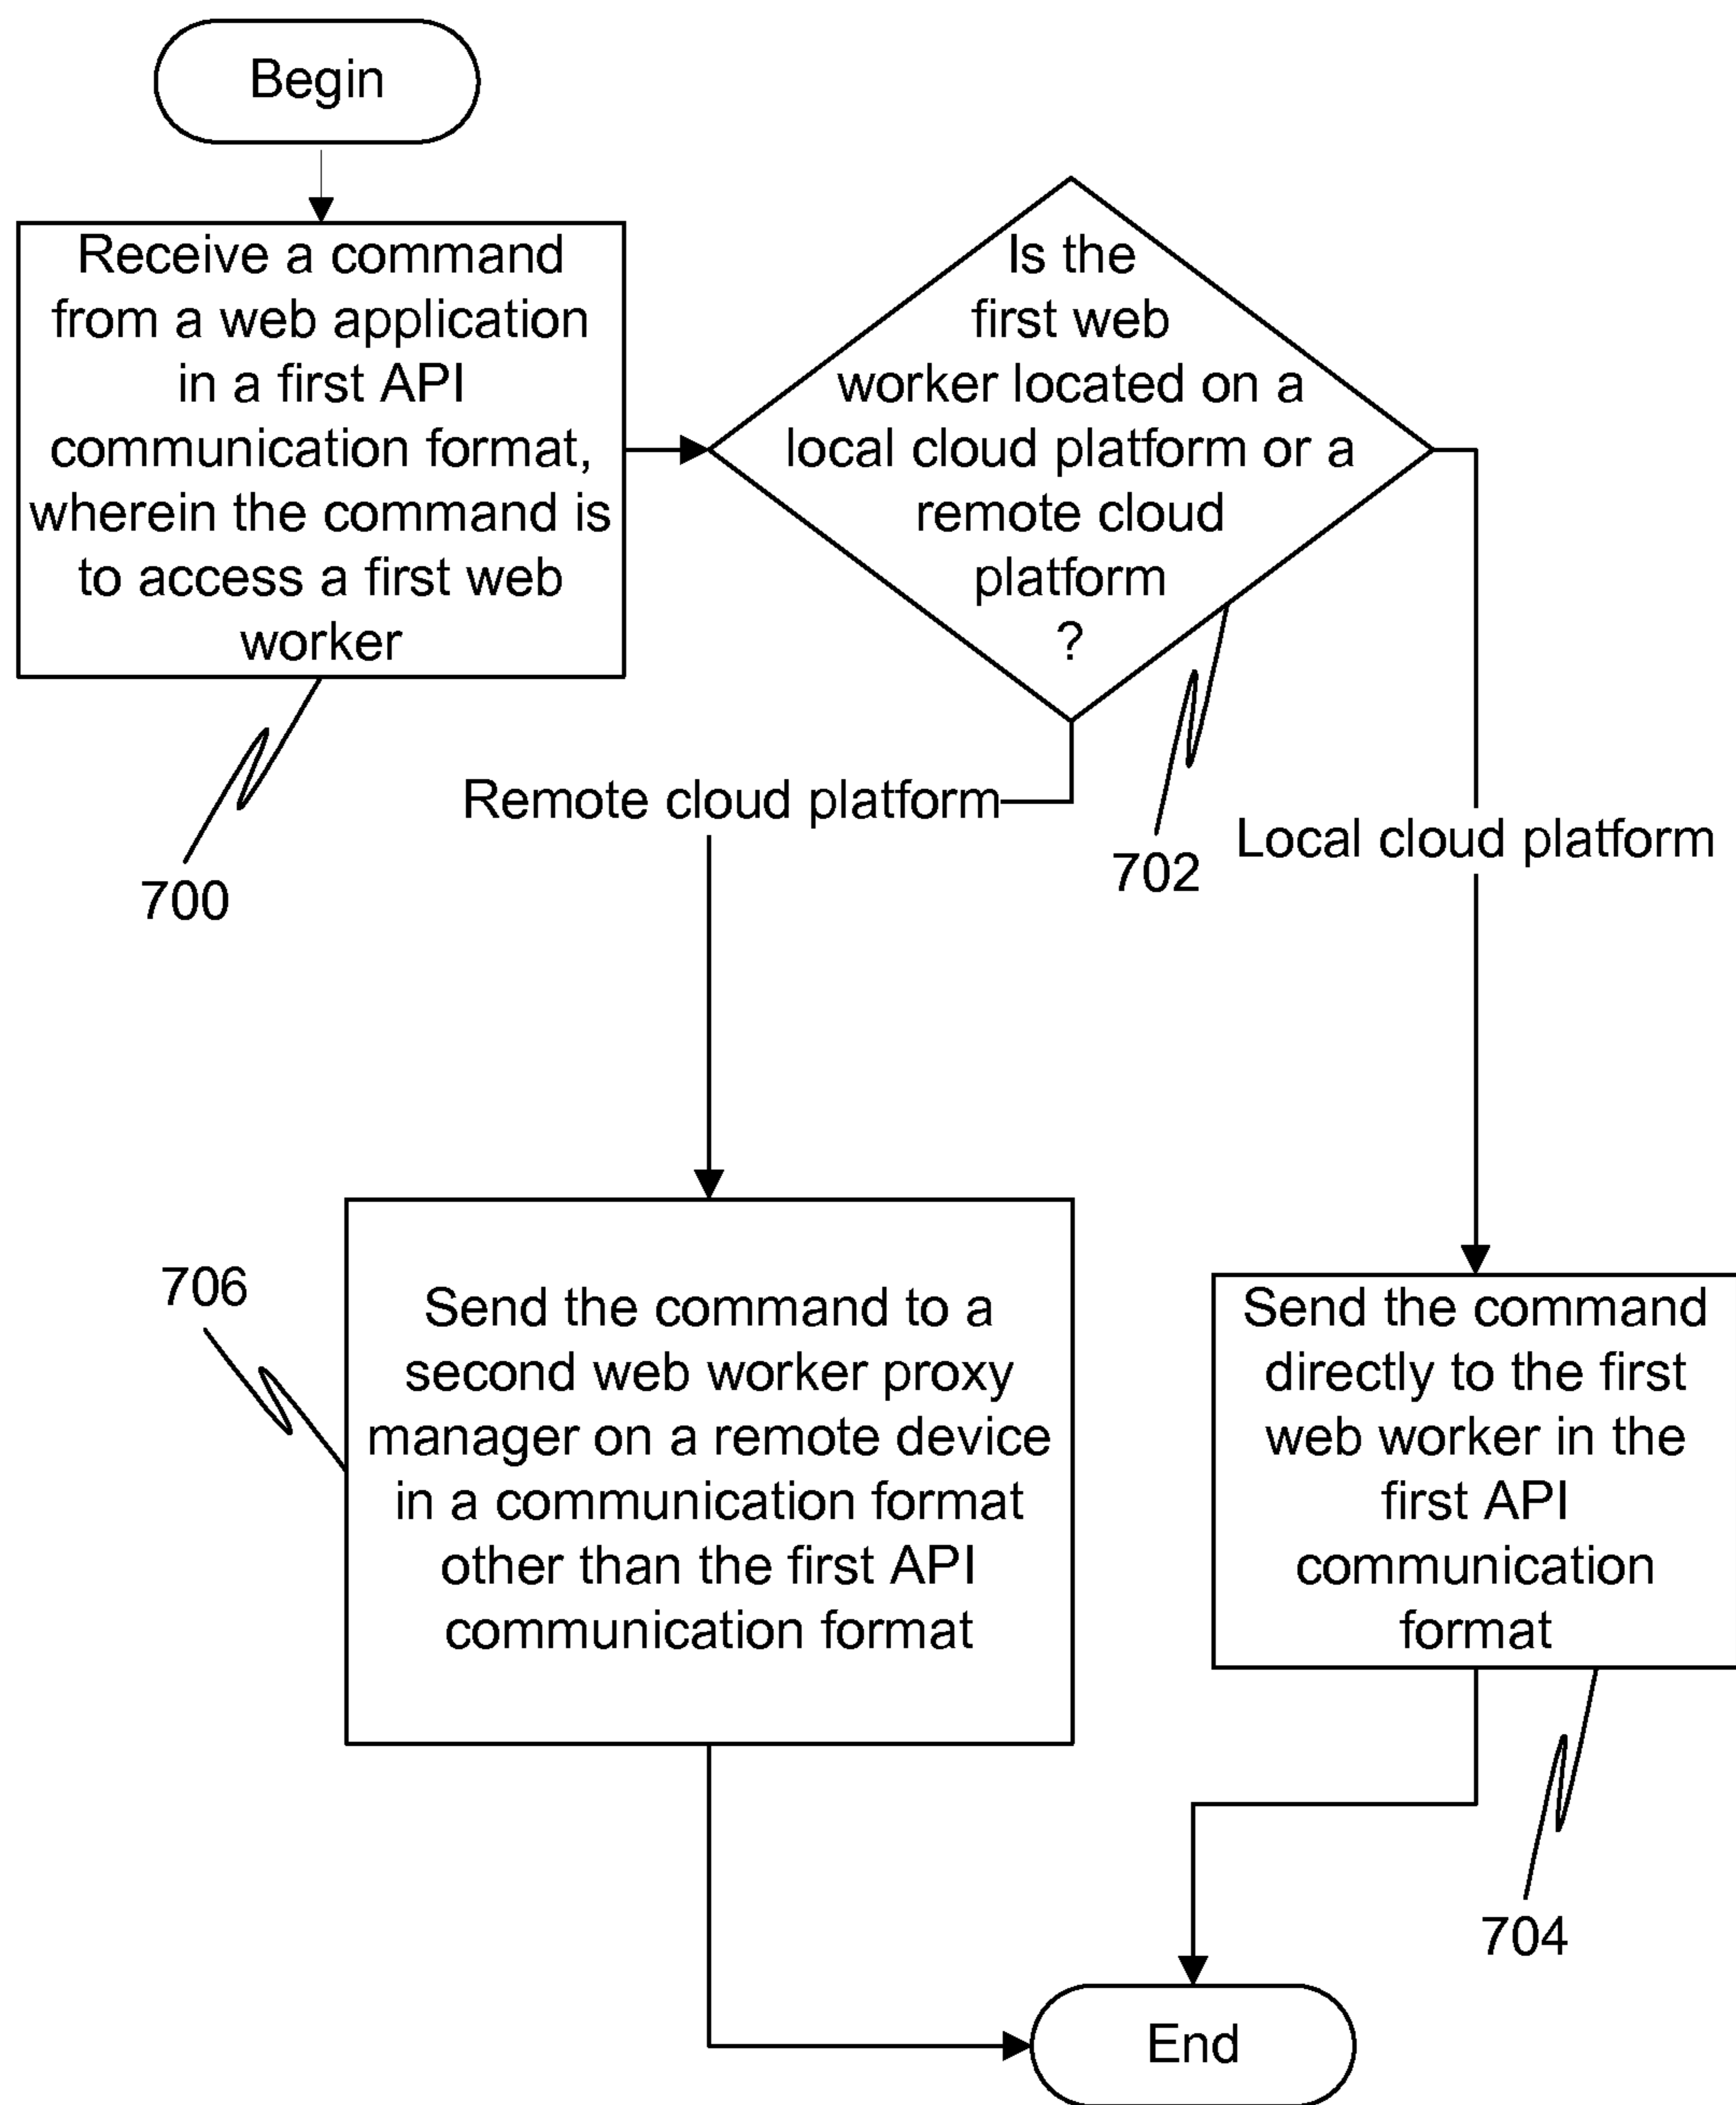 Begin
Receive a command
from a web application
in a first API
communication format,
wherein the command is
to access a first web
worker
700
Is the
first web
worker located on a
local cloud platform or a
remote cloud
platform
?
702
Remote cloud platform
Local cloud platform
706
Send the command to a
second web worker proxy
manager on a remote device
in a communication format
other than the first API
communication format
Send the command
directly to the first
web worker in the
first API
communication
format
704
End